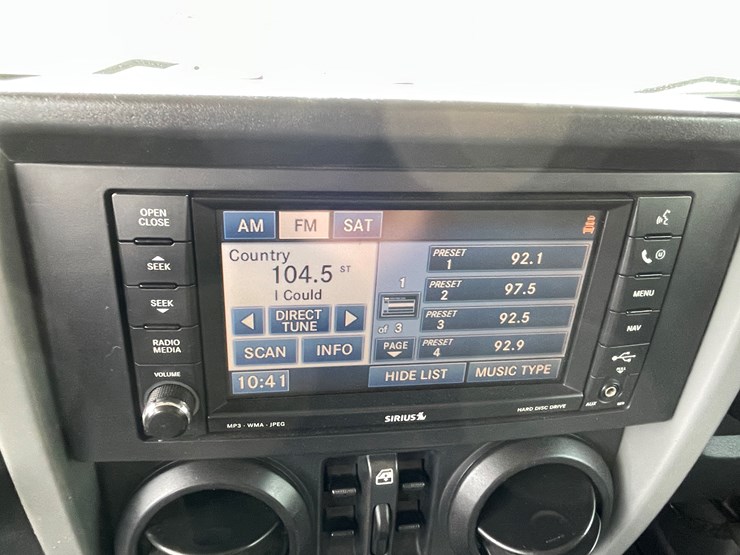 OPEN
CLOSE
SEEK
SEEK
RADIO
MEDIA
VOLUME
AM FM SAT
Country
104.5 ST
I Could
DIRECT
TUNE
SCAN INFO
10:41
1
of 3
PAGE
PRESET
1 92.1
PRESET
2 97.5
PRESET
3 92.5
PRESET
4 92.9
HIDE LIST MUSIC TYPE
MENU
NAV
AUX
MP3 · WMA · JPEG
SIRIUS
HARD DISC DRIVE